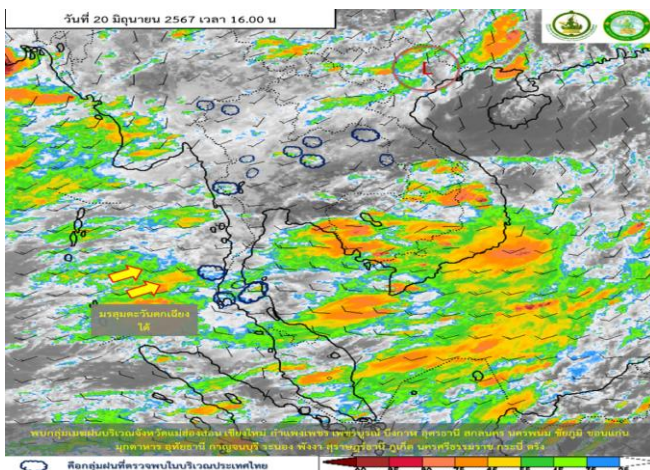 วันที่ 20 มิถุนายน 2567 เวลา 16.00 น
L
มรสุมตะวันตกเฉียง
ใต้
พบกลุ่มเมฆฝนบริเวณจังหวัดแม่ฮ่องสอน เชียงใหม่ กำแพงเพชร เพชรบูรณ์ บึงกาฬ อุดรธานี สกลนคร นครพนม ชัยภูมิ ขอนแก่น
มุกดาหาร อุทัยธานี กาญจนบุรี ระนอง พังงา สุราษฎร์ธานี ภูเก็ต นครศรีธรรมราช กระบี่ ตรัง
คือกลุ่มฝนที่ตรวจพบในบริเวณประเทศไทย